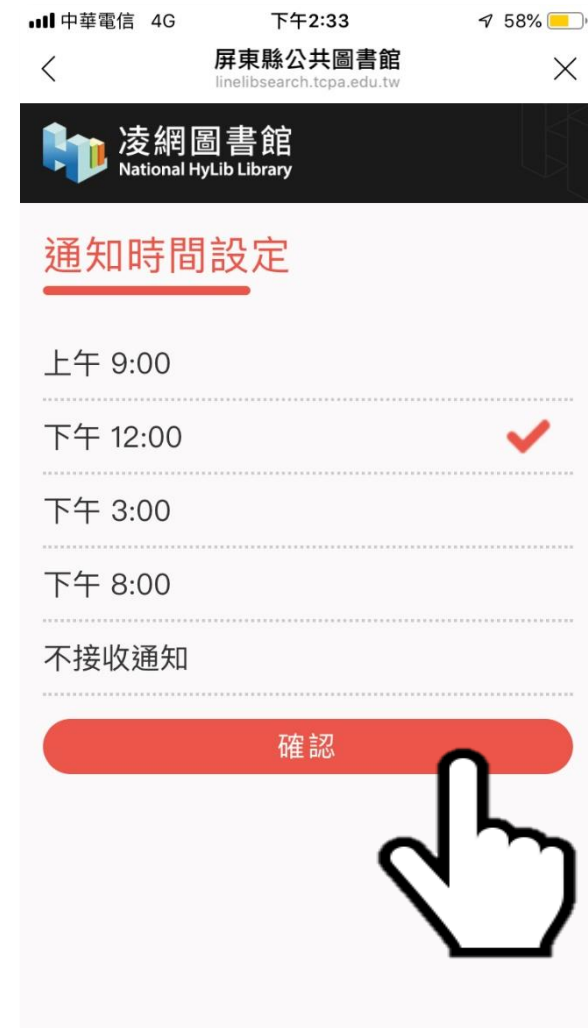 中華電信 4G 下午2:33 58%
屏東縣公共圖書館
linelibsearch.tcpa.edu.tw
凌網圖書館
National HyLib Library
通知時間設定
上午 9:00
下午 12:00
下午 3:00
下午 8:00
不接收通知
確認